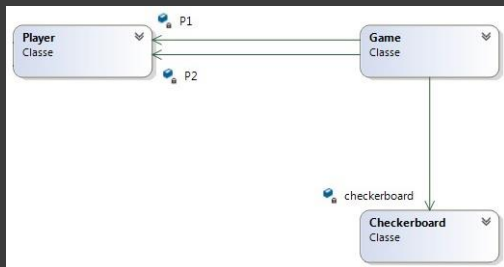 P1
Player
Classe
Game
Classe
P2
checkerboard
Checkerboard
Classe